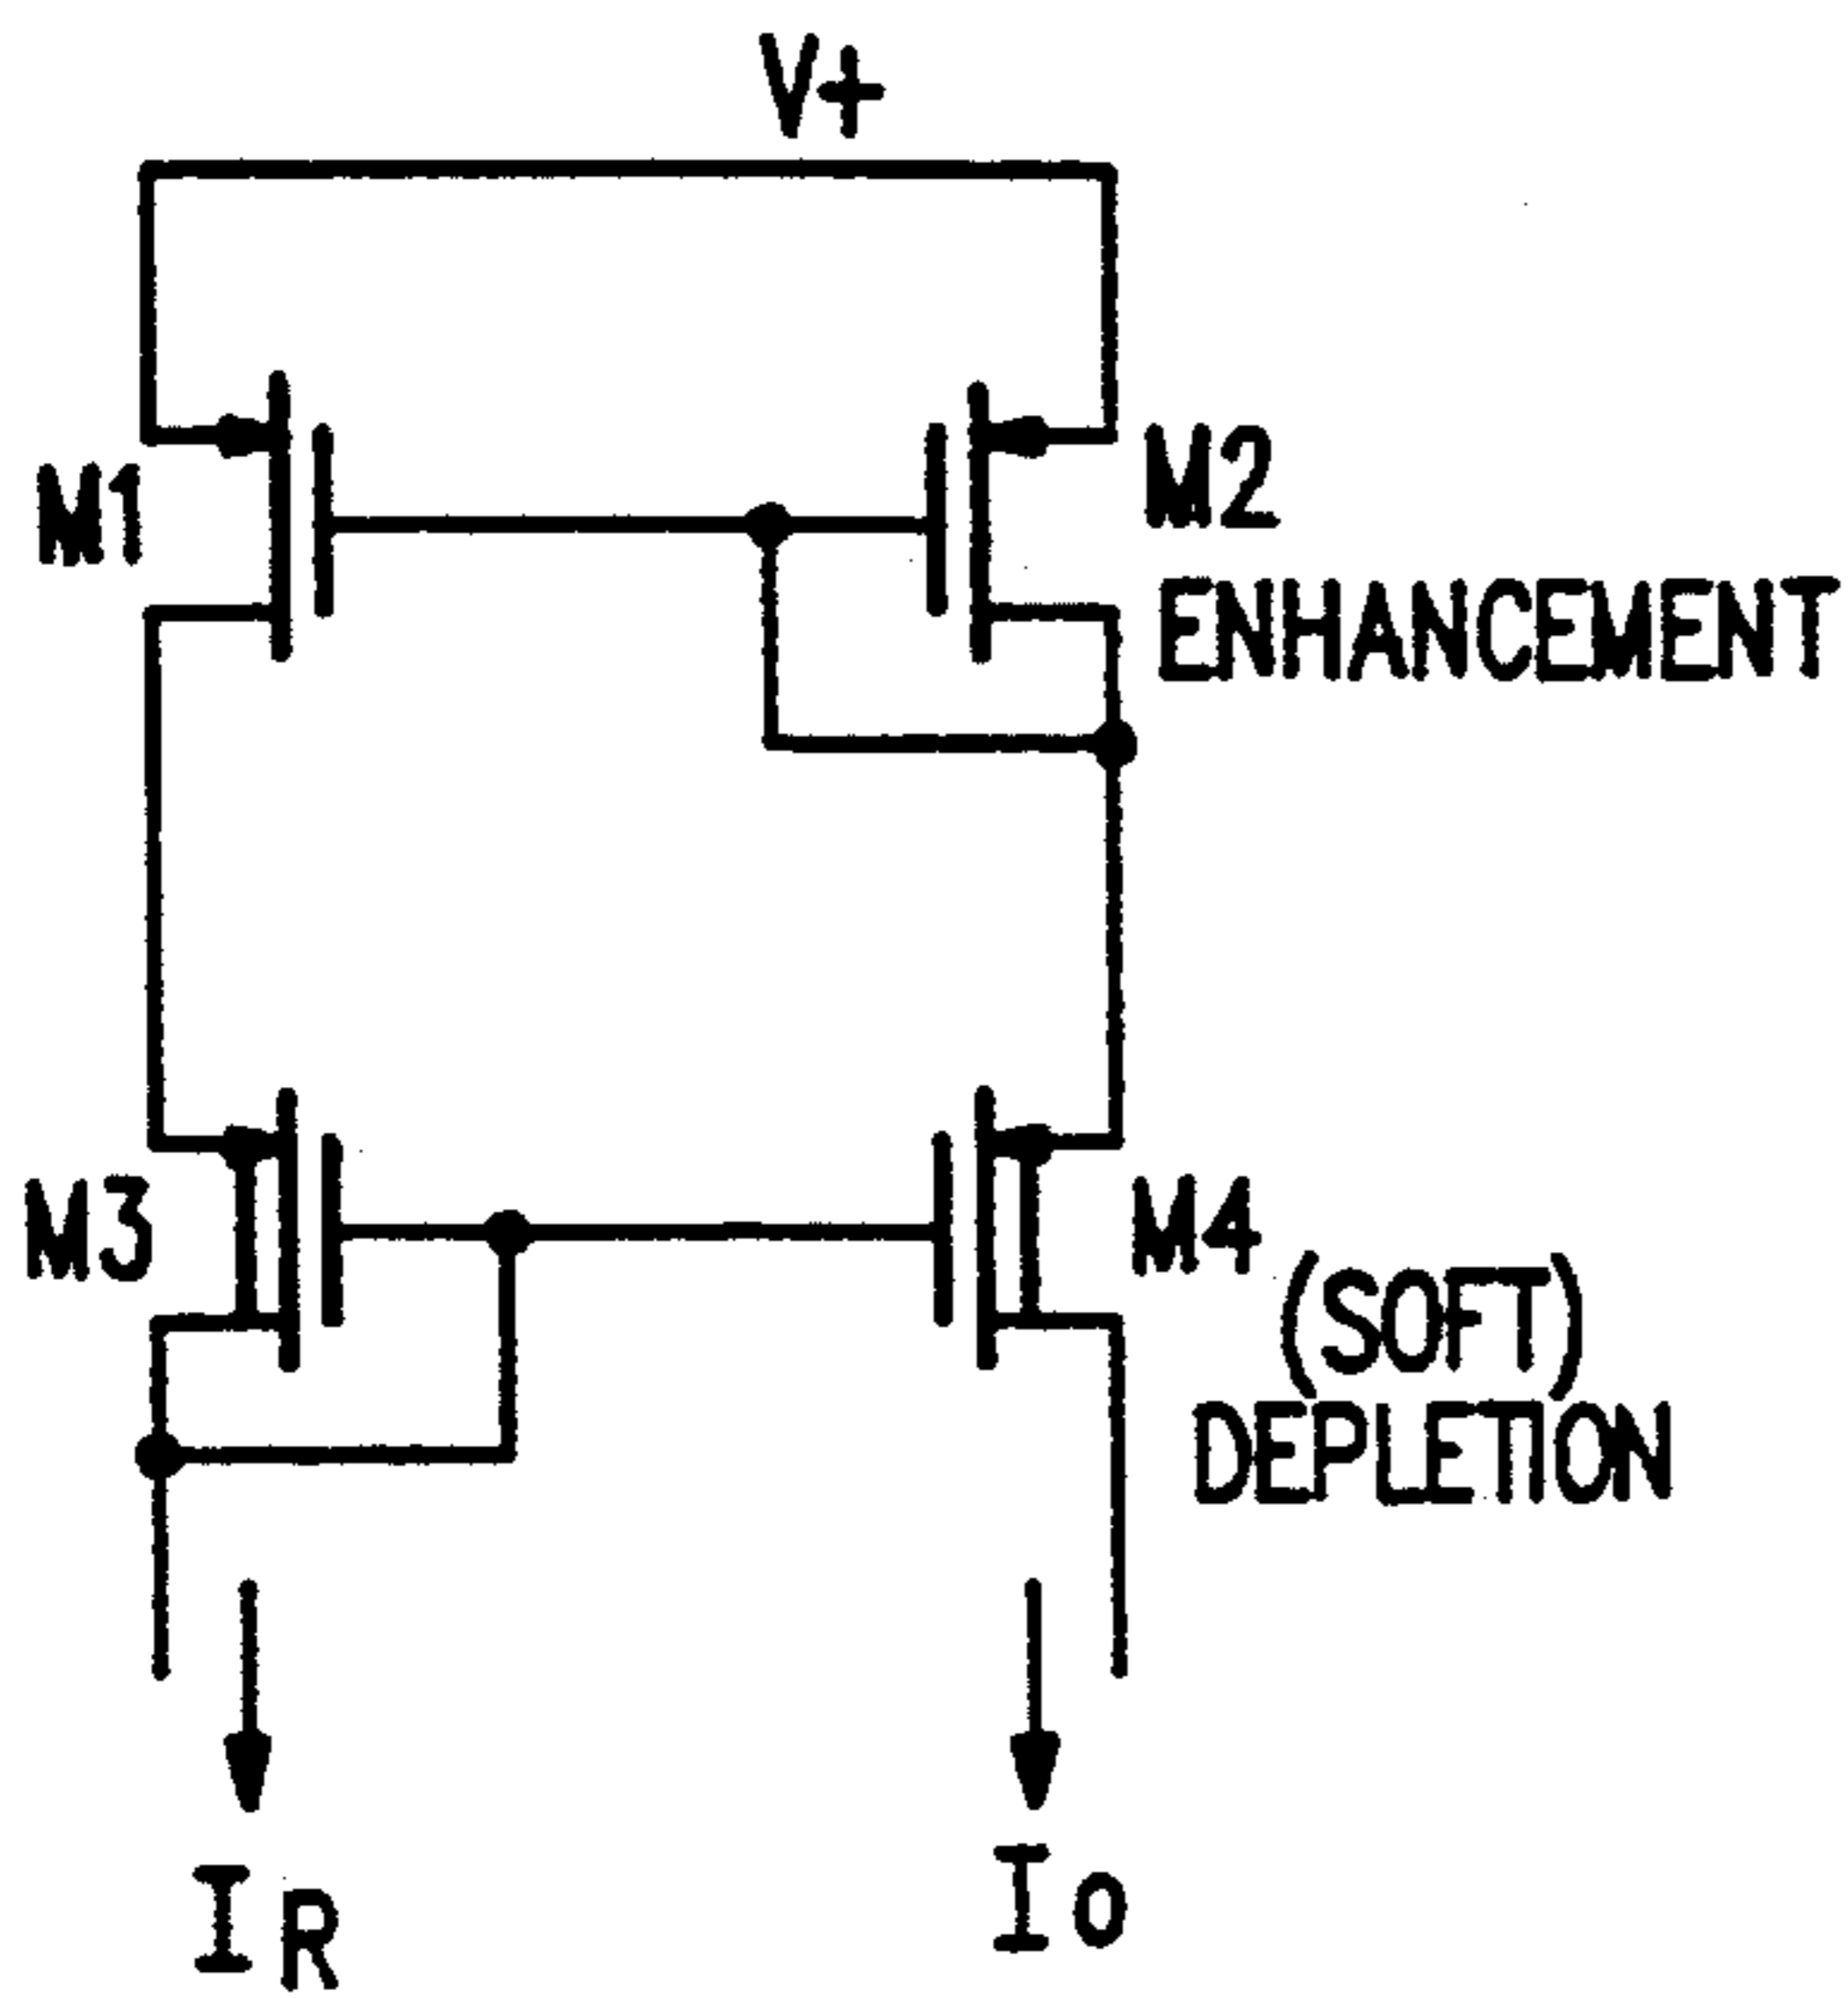 V+
M1
M2
ENHANCEMENT
M3
M4
(SOFT)
DEPLETION
IR
IO